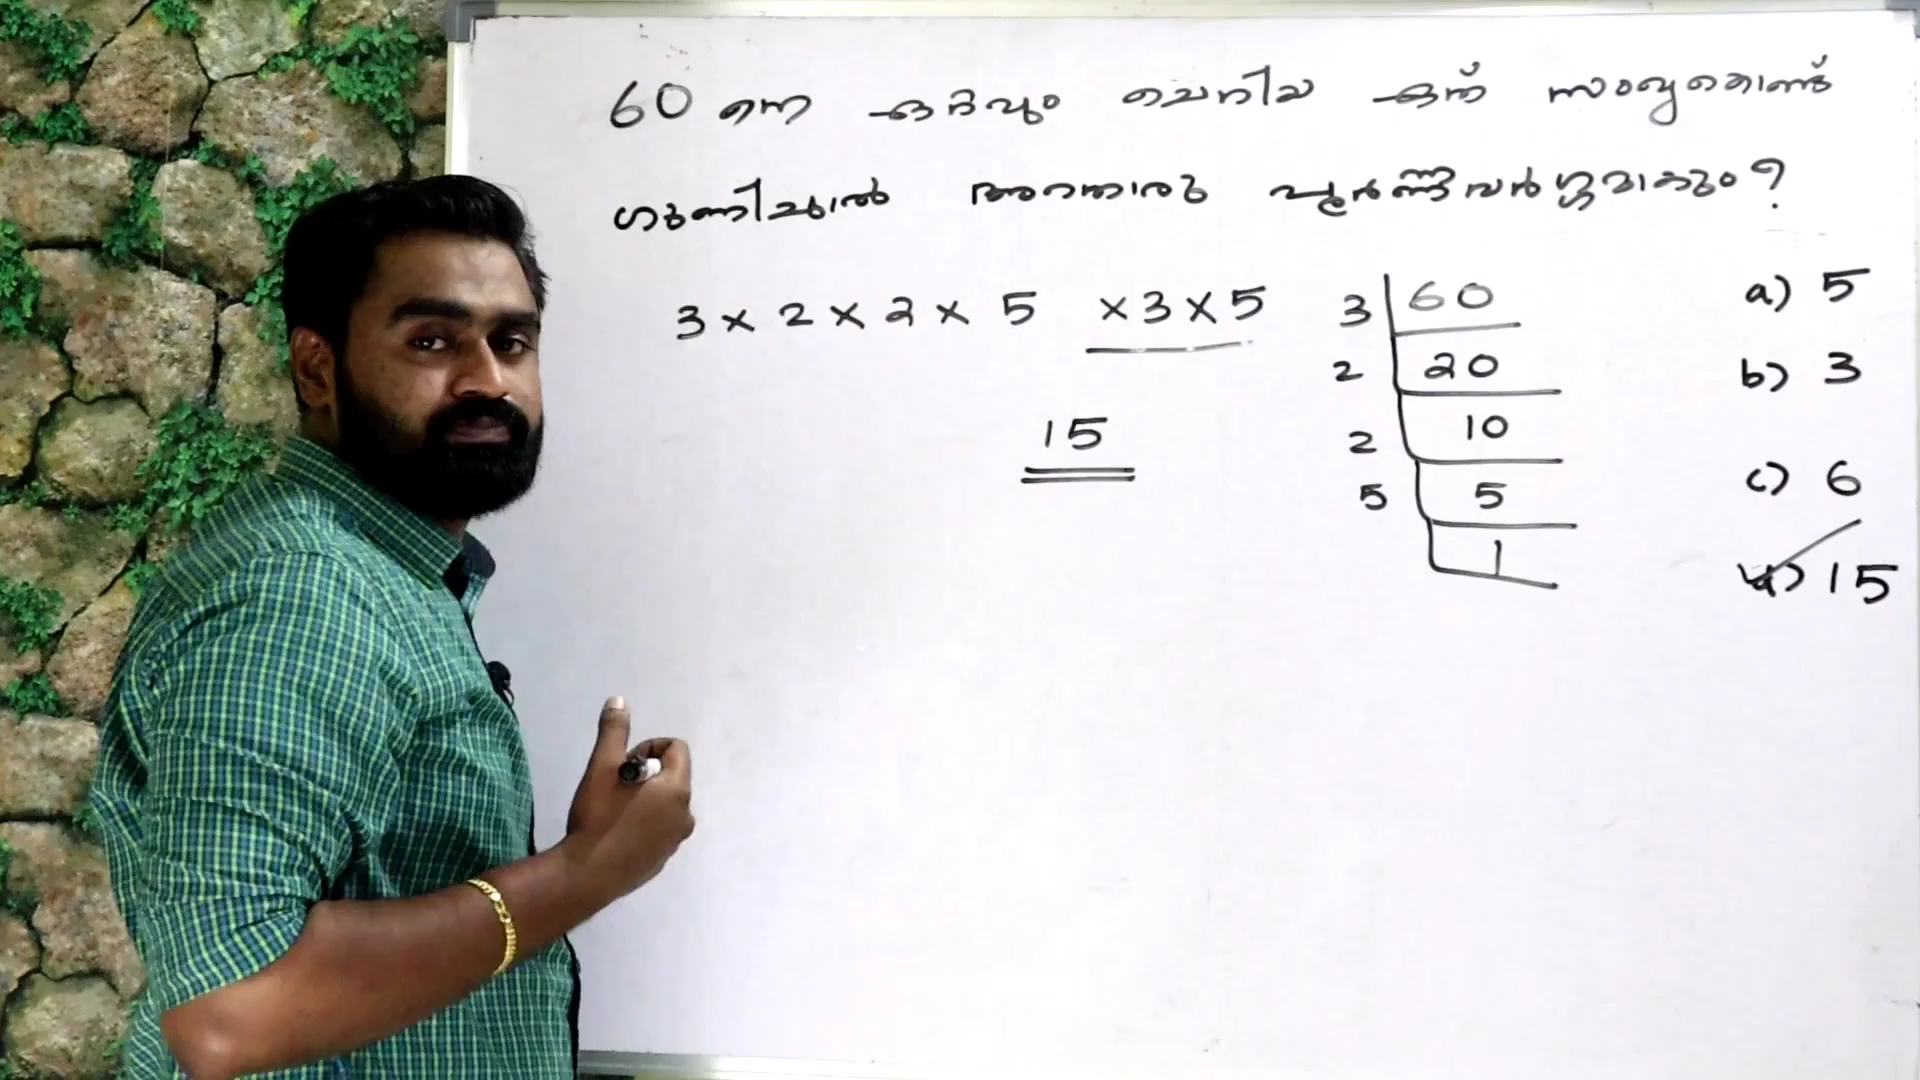 60 നെ ഏറ്റവും ചെറിയ ഏത് സംഖ്യകൊണ്ട്
ഗുണിച്ചാൽ അതൊരു പൂർണ്ണവർഗ്ഗമാകും?
3 × 2 × 2 × 5 × 3 × 5
15
3 60
2 20
2 10
5 5
1
a) 5
b) 3
c) 6
d) 15